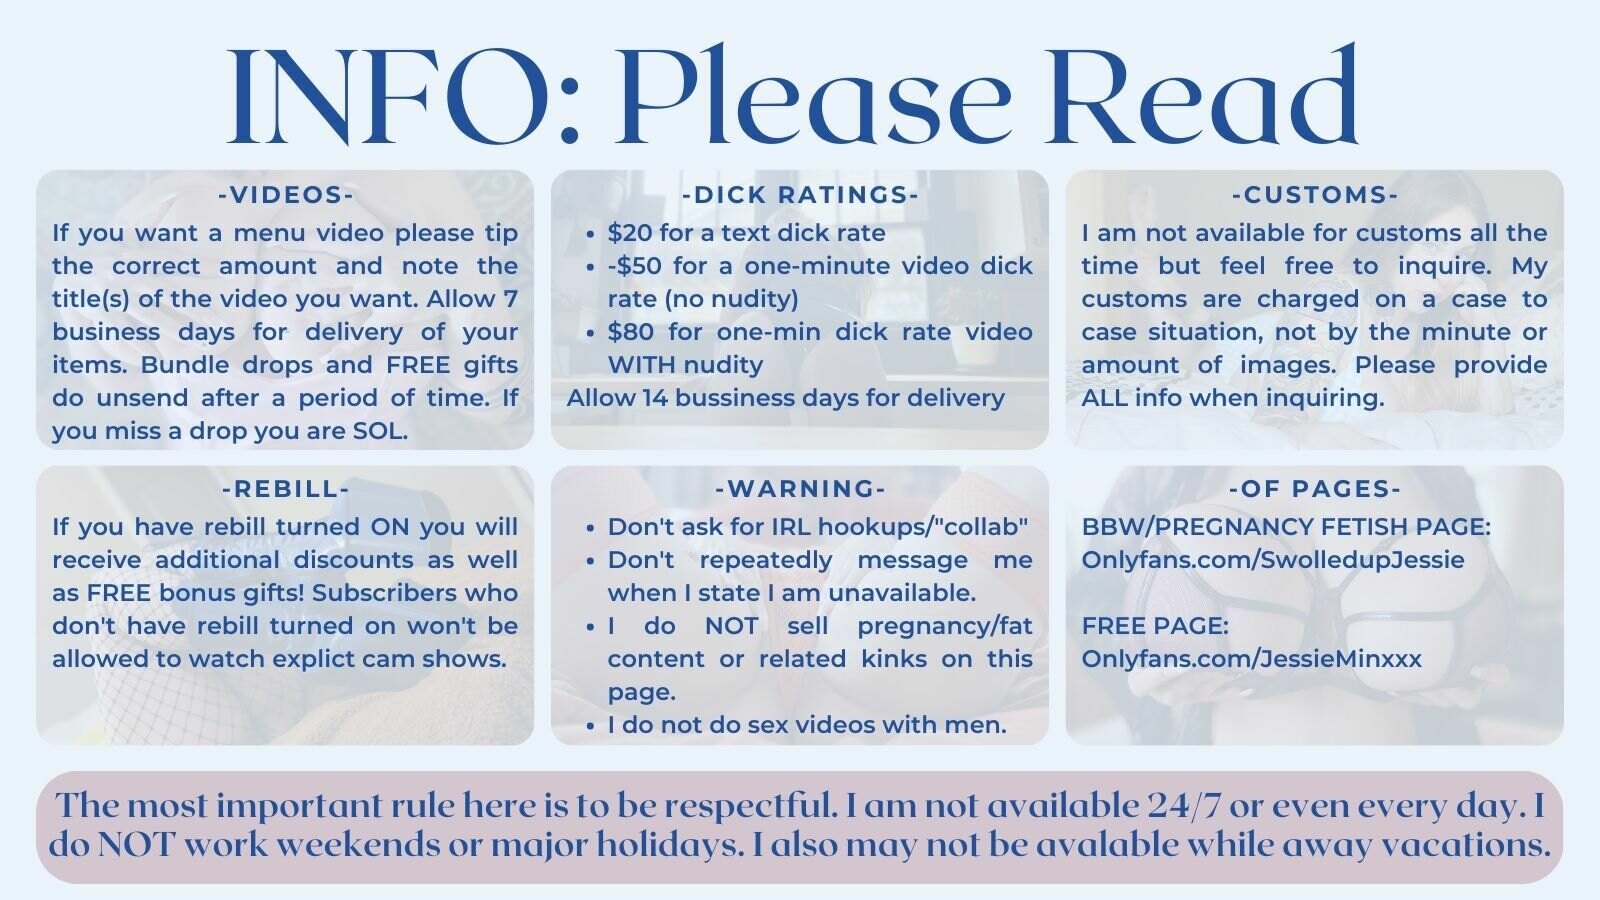 INFO: Please Read
-VIDEOS-
If you want a menu video please tip
the correct amount and note the
title(s) of the video you want. Allow 7
business days for delivery of your
items. Bundle drops and FREE gifts
do unsend after a period of time. If
you miss a drop you are SOL.
-DICK RATINGS-
• $20 for a text dick rate
• -$50 for a one-minute video dick
rate (no nudity)
• $80 for one-min dick rate video
WITH nudity
Allow 14 bussiness days for delivery
-CUSTOMS-
I am not available for customs all the
time but feel free to inquire. My
customs are charged on a case to
case situation, not by the minute or
amount of images. Please provide
ALL info when inquiring.
-REBILL-
If you have rebill turned ON you will
receive additional discounts as well
as FREE bonus gifts! Subscribers who
don't have rebill turned on won't be
allowed to watch explict cam shows.
-WARNING-
• Don't ask for IRL hookups/"collab"
• Don't repeatedly message me
when I state I am unavailable.
• I do NOT sell pregnancy/fat
content or related kinks on this
page.
• I do not do sex videos with men.
-OF PAGES-
BBW/PREGNANCY FETISH PAGE:
Onlyfans.com/SwolledupJessie
FREE PAGE:
Onlyfans.com/JessieMinxxx
The most important rule here is to be respectful. I am not available 24/7 or even every day. I
do NOT work weekends or major holidays. I also may not be avalable while away vacations.